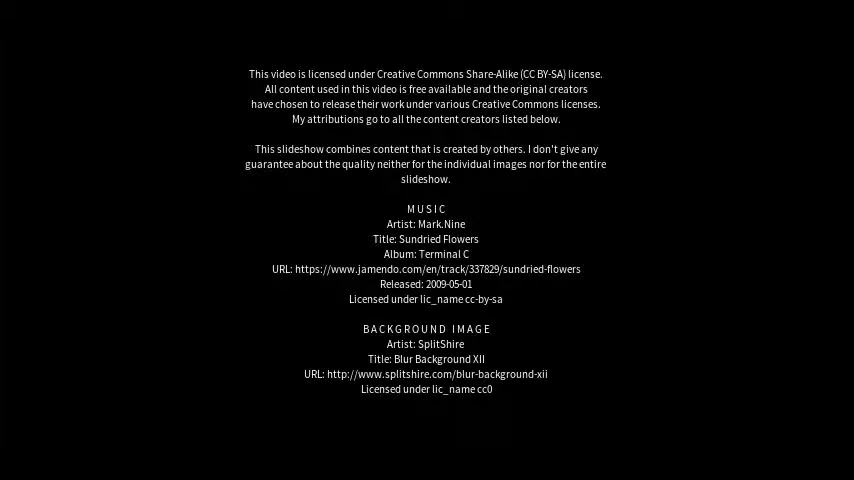 This video is licensed under Creative Commons Share-Alike (CC BY-SA) license.
All content used in this video is free available and the original creators
have chosen to release their work under various Creative Commons licenses.
My attributions go to all the content creators listed below.
This slideshow combines content that is created by others. I don't give any
guarantee about the quality neither for the individual images nor for the entire
slideshow.
MUSIC
Artist: Mark.Nine
Title: Sundried Flowers
Album: Terminal C
URL: https://www.jamendo.com/en/track/337829/sundried-flowers
Released: 2009-05-01
Licensed under lic_name cc-by-sa
BACKGROUND IMAGE
Artist: SplitShire
Title: Blur Background XII
URL: http://www.splitshire.com/blur-background-xii
Licensed under lic_name cc0